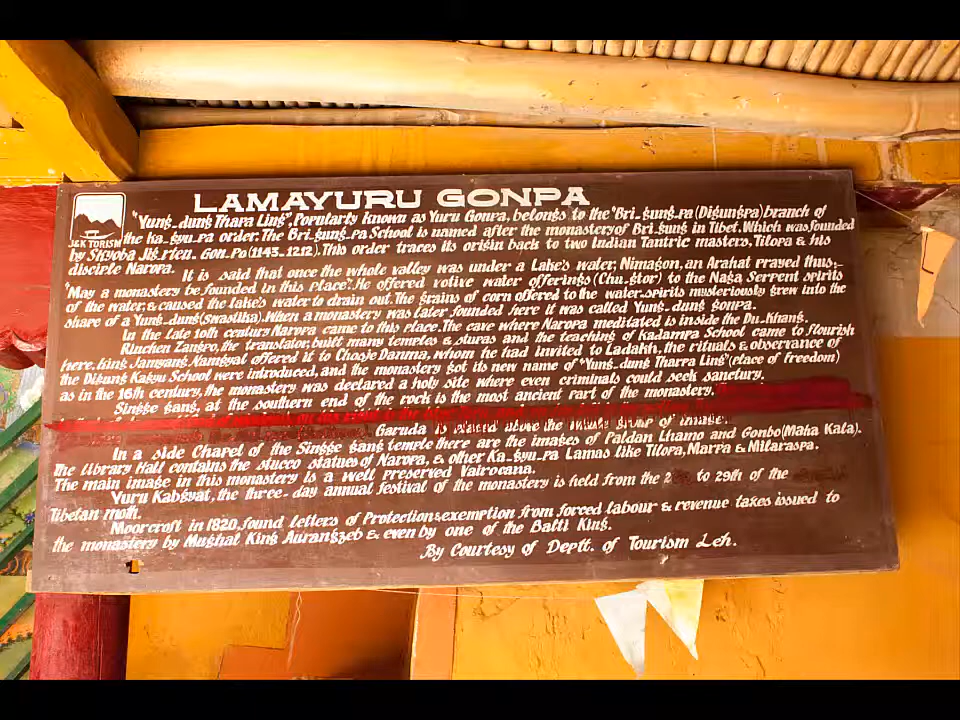 LAMAYURU GONPA
J&K TORISM
"Yung-dung Thara Ling", Porularty known as Yuru Gonpa, belongs to the "Bri-gung-pa (Digungpa) branch of
the Ka-gyu-pa order. The Bri-gung-pa School is named after the monastery of Bri gung in Tibet. Which was founded
by Skyoba Jig rten. Gon-po (1143-1212). This order traces its origin back to two Indian Tantric masters, Tilopa & his
disciple Naropa.
It is said that once the whole valley was under a Lake's water, Nimagon, an Arahat prayed thus:-
"May a monastery be founded in this place". He offered votive water offerings (Chu-gtor) to the Naga Serpent spirits
of the water, & caused the lake's water to drain out. The grains of corn offered to the water-spirits mysteriously grew into the
share of a Yung-dung (swastika). When a monastery was later founded here it was called Yung-dung gonpa.
In the late 10th century Naropa came to this place. The cave where Naropa meditated is inside the Du-khang.
Rinchen Zangpo, the translator, built many temples & stupas and the teaching of Kadampa School came to flourish
here. king Jamyang Namgyal offered it to Chosje Danma, whom he had invited to Ladakh, the rituals & observance of
the Digung Kagyu School were introduced, and the monastery got its new name of "Yung-dung Tharra Ling" (place of freedom)
as in the 16th century, the monastery was declared a holy site where even criminals could seek sanctury.
Singge gang, at the southern end of the rock is the most ancient part of the monastery.
Garuda is above the group of image.
In a side Chapel of the Singge gang temple there are the images of Paldan Lhamo and Gonbo (Maha Kala).
The Library Hall contains the stucco statues of Naropa, & other Ka-gyu-pa Lamas like Tilopa, Marpa & Milaraspa.
The main image in this monastery is a well preserved Vairocana.
Yuru Kabgyat, the three-day annual festival of the monastery is held from the 2 to 29th of the
Tibetan moth.
Moorcroft in 1820, found letters of Protection & exemption from forced labour & revenue taxes issued to
the monastery by Mughal King Aurangzeb & even by one of the Balti King.
By Courtesy of Deptt. of Tourism Leh.